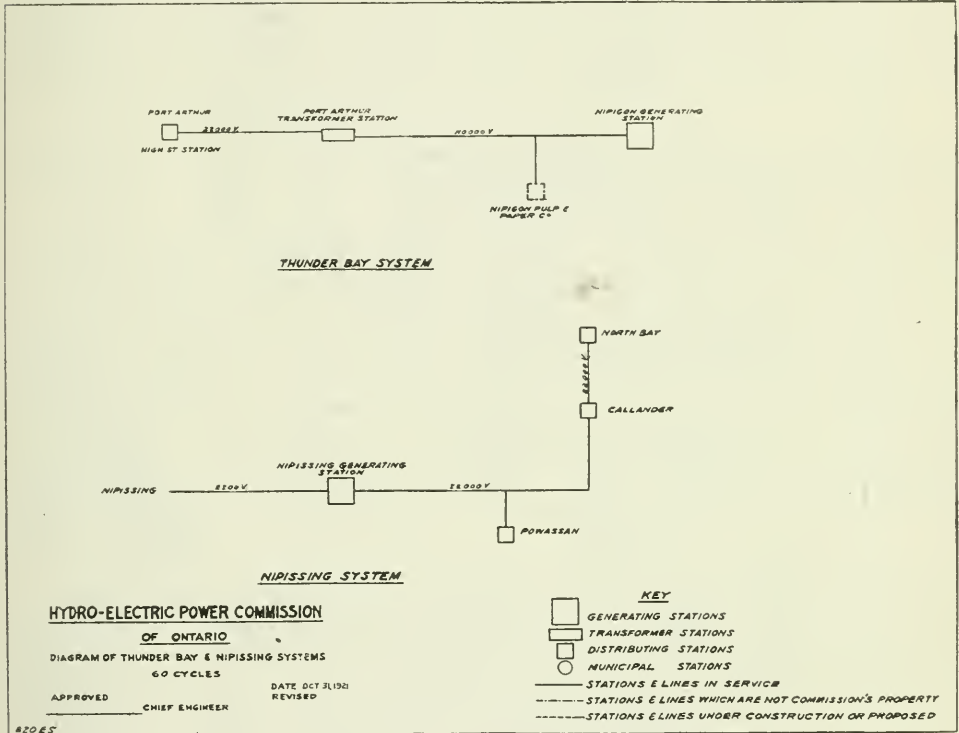 PORT ARTHUR
22000 V
HIGH ST STATION
PORT ARTHUR
TRANSFORMER STATION
110000 V
NIPIGON GENERATING
STATION
NIPIGON PULP &
PAPER Co
THUNDER BAY SYSTEM
NORTH BAY
22000 V
CALLANDER
NIPISSING GENERATING
STATION
NIPISSING
2200 V.
22000 V
POWASSAN
NIPISSING SYSTEM
HYDRO-ELECTRIC POWER COMMISSION
OF ONTARIO
DIAGRAM OF THUNDER BAY & NIPISSING SYSTEMS
60 CYCLES
DATE OCT 31, 1921
REVISED
APPROVED
CHIEF ENGINEER
KEY
GENERATING STATIONS
TRANSFORMER STATIONS
DISTRIBUTING STATIONS
MUNICIPAL STATIONS
STATIONS & LINES IN SERVICE
STATIONS & LINES WHICH ARE NOT COMMISSION'S PROPERTY
STATIONS & LINES UNDER CONSTRUCTION OR PROPOSED